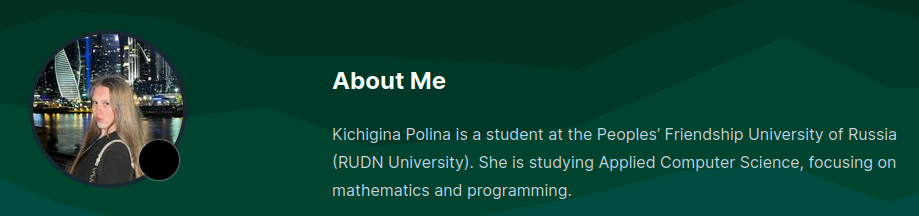 About Me
Kichigina Polina is a student at the Peoples’ Friendship University of Russia
(RUDN University). She is studying Applied Computer Science, focusing on
mathematics and programming.